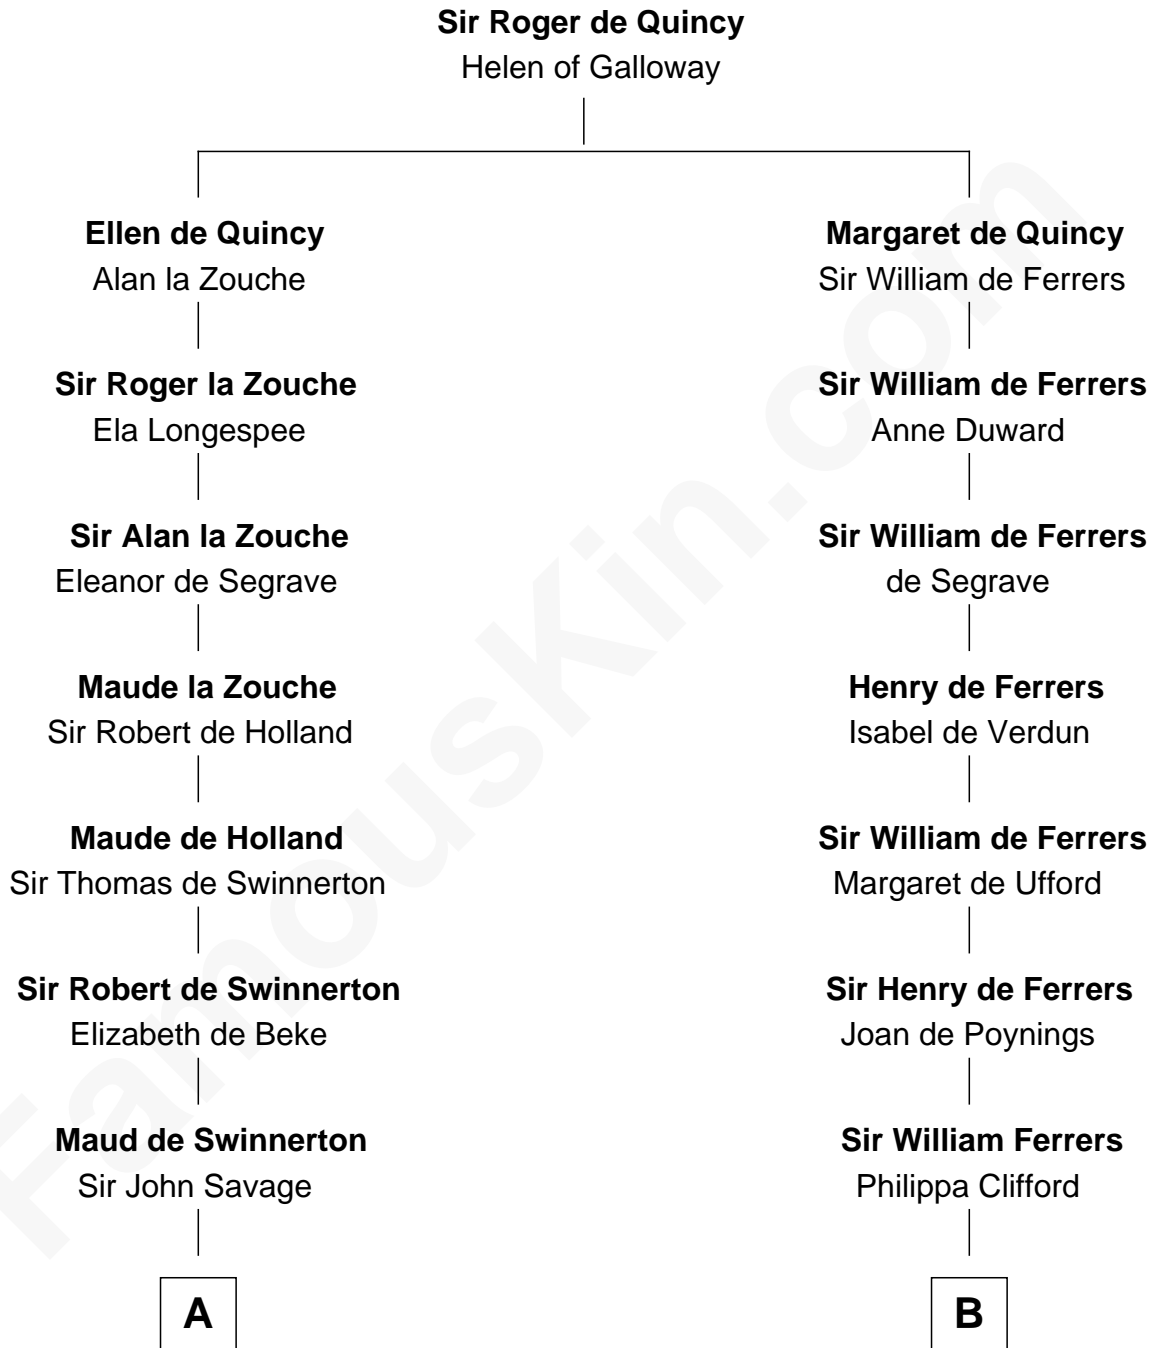 Sir Roger de Quincy
Helen of Galloway
Ellen de Quincy
Alan la Zouche
Margaret de Quincy
Sir William de Ferrers
Sir Roger la Zouche
Ela Longespee
Sir William de Ferrers
Anne Duward
Sir Alan la Zouche
Eleanor de Segrave
Sir William de Ferrers
de Segrave
Maude la Zouche
Sir Robert de Holland
Henry de Ferrers
Isabel de Verdun
Maude de Holland
Sir Thomas de Swinnerton
Sir William de Ferrers
Margaret de Ufford
Sir Robert de Swinnerton
Elizabeth de Beke
Sir Henry de Ferrers
Joan de Poynings
Maud de Swinnerton
Sir John Savage
Sir William Ferrers
Philippa Clifford
A
B
FamousKin.com